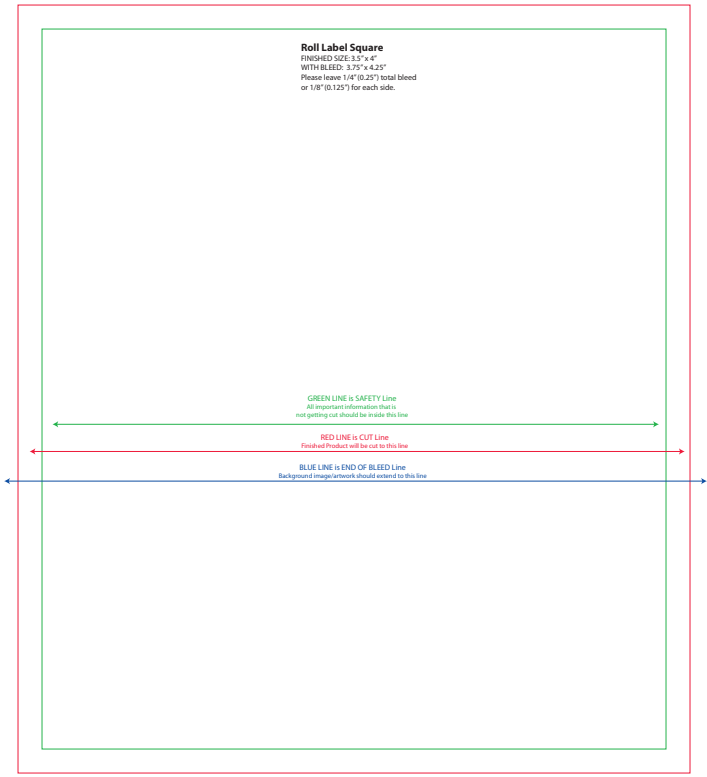 Roll Label Square
FINISHED SIZE: 3.5" x 4"
WITH BLEED: 3.75" x 4.25"
Please leave 1/4" (0.25") total bleed
or 1/8" (0.125") for each side.
GREEN LINE is SAFETY Line
All important information that is
not getting cut should be inside this line
RED LINE is CUT Line
Finished Product will be cut to this line
BLUE LINE is END OF BLEED Line
Background image/artwork should extend to this line